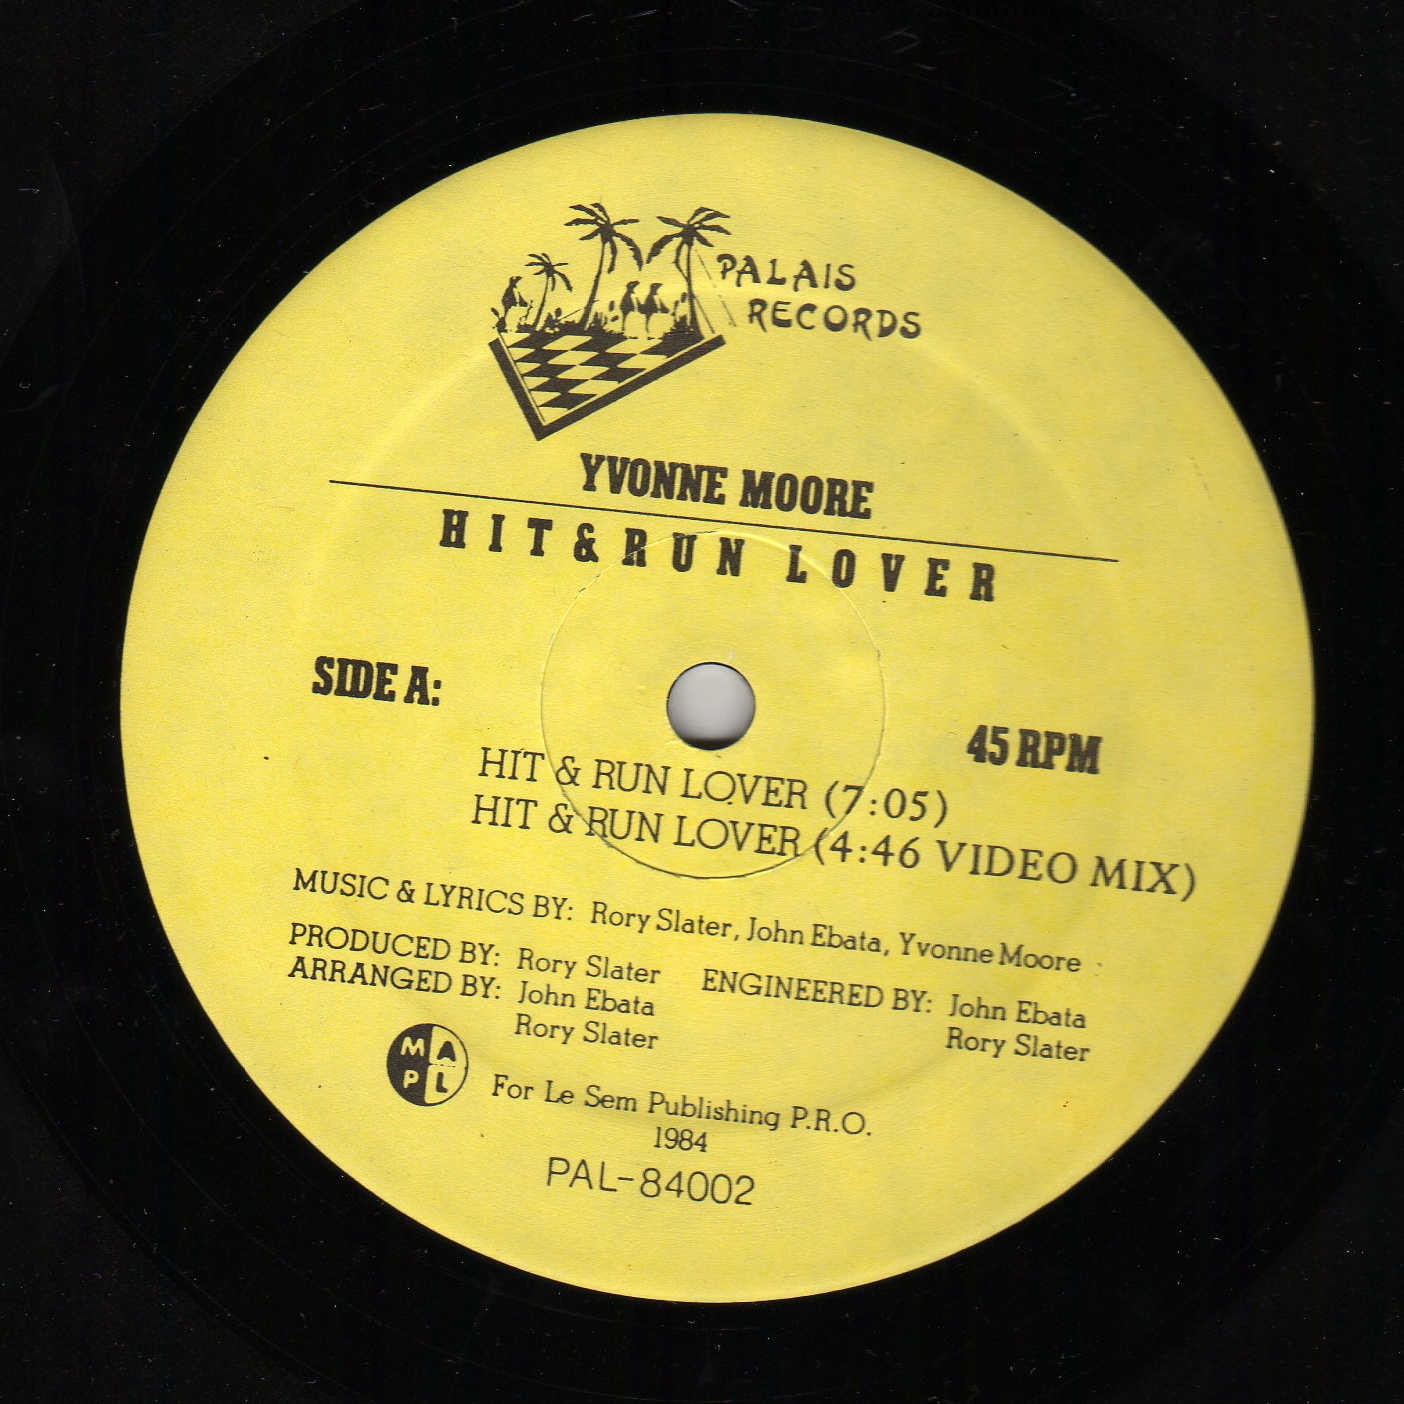 PALAIS
RECORDS
YVONNE MOORE
HIT & RUN LOVER
SIDE A:
45 RPM
HIT & RUN LOVER (7:05)
HIT & RUN LOVER (4:46 VIDEO MIX)
MUSIC & LYRICS BY: Rory Slater, John Ebata, Yvonne Moore
PRODUCED BY: Rory Slater
ARRANGED BY: John Ebata
Rory Slater
ENGINEERED BY: John Ebata
Rory Slater
M A
P L
For Le Sem Publishing P.R.O.
1984
PAL-84002